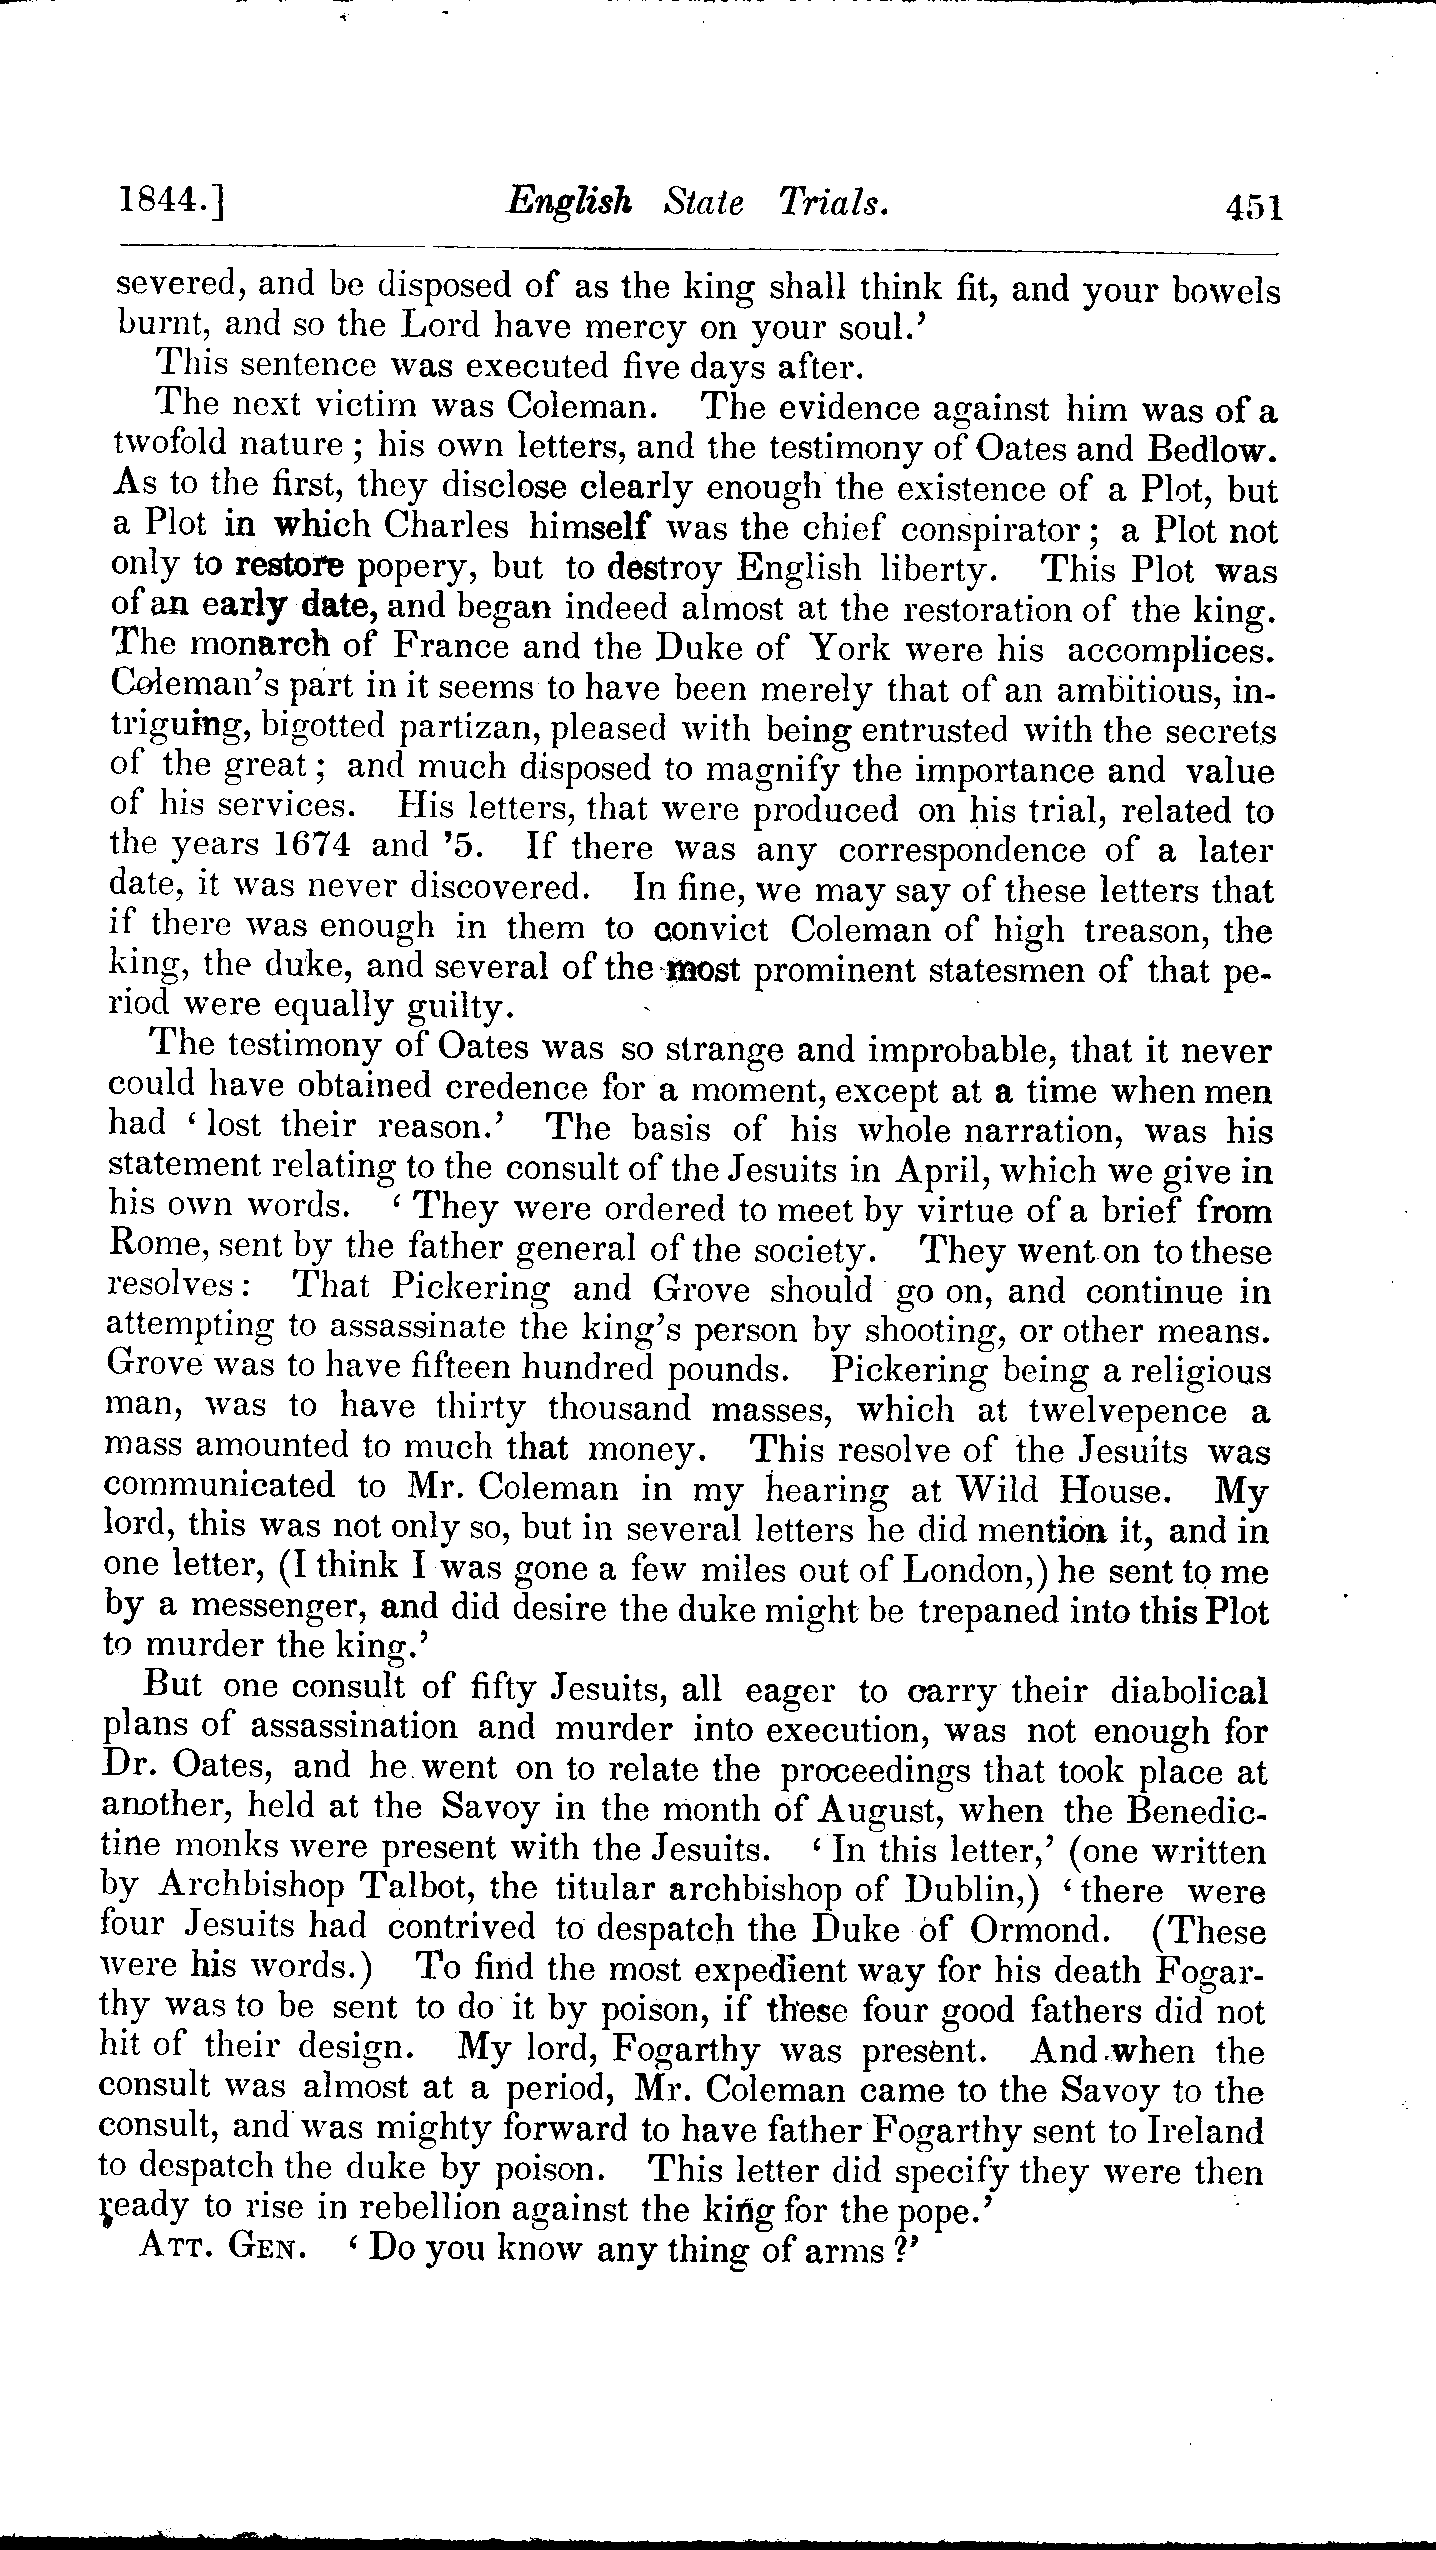 1844.] English State Trials. 451
severed, and be disposed of as the king shall think fit, and your bowels
burnt, and so the Lord have mercy on your soul.’
This sentence was executed five days after.
The next victim was Coleman. The evidence against him was of a
twofold nature ; his own letters, and the testimony of Oates and Bedlow.
As to the first, they disclose clearly enough the existence of a Plot, but
a Plot in which Charles himself was the chief conspirator ; a Plot not
only to restore popery, but to destroy English liberty. This Plot was
of an early date, and began indeed almost at the restoration of the king.
The monarch of France and the Duke of York were his accomplices.
Coleman’s part in it seems to have been merely that of an ambitious, in-
triguing, bigotted partizan, pleased with being entrusted with the secrets
of the great ; and much disposed to magnify the importance and value
of his services. His letters, that were produced on his trial, related to
the years 1674 and ’5. If there was any correspondence of a later
date, it was never discovered. In fine, we may say of these letters that
if there was enough in them to convict Coleman of high treason, the
king, the duke, and several of the most prominent statesmen of that pe-
riod were equally guilty.
The testimony of Oates was so strange and improbable, that it never
could have obtained credence for a moment, except at a time when men
had ‘ lost their reason.’ The basis of his whole narration, was his
statement relating to the consult of the Jesuits in April, which we give in
his own words. ‘ They were ordered to meet by virtue of a brief from
Rome, sent by the father general of the society. They went on to these
resolves : That Pickering and Grove should go on, and continue in
attempting to assassinate the king’s person by shooting, or other means.
Grove was to have fifteen hundred pounds. Pickering being a religious
man, was to have thirty thousand masses, which at twelvepence a
mass amounted to much that money. This resolve of the Jesuits was
communicated to Mr. Coleman in my hearing at Wild House. My
lord, this was not only so, but in several letters he did mention it, and in
one letter, (I think I was gone a few miles out of London,) he sent to me
by a messenger, and did desire the duke might be trepaned into this Plot
to murder the king.’
But one consult of fifty Jesuits, all eager to carry their diabolical
plans of assassination and murder into execution, was not enough for
Dr. Oates, and he went on to relate the proceedings that took place at
another, held at the Savoy in the month of August, when the Benedic-
tine monks were present with the Jesuits. ‘ In this letter,’ (one written
by Archbishop Talbot, the titular archbishop of Dublin,) ‘ there were
four Jesuits had contrived to despatch the Duke of Ormond. (These
were his words.) To find the most expedient way for his death Fogar-
thy was to be sent to do it by poison, if these four good fathers did not
hit of their design. My lord, Fogarthy was present. And when the
consult was almost at a period, Mr. Coleman came to the Savoy to the
consult, and was mighty forward to have father Fogarthy sent to Ireland
to despatch the duke by poison. This letter did specify they were then
ready to rise in rebellion against the king for the pope.’
ATT. GEN. ‘ Do you know any thing of arms ?’